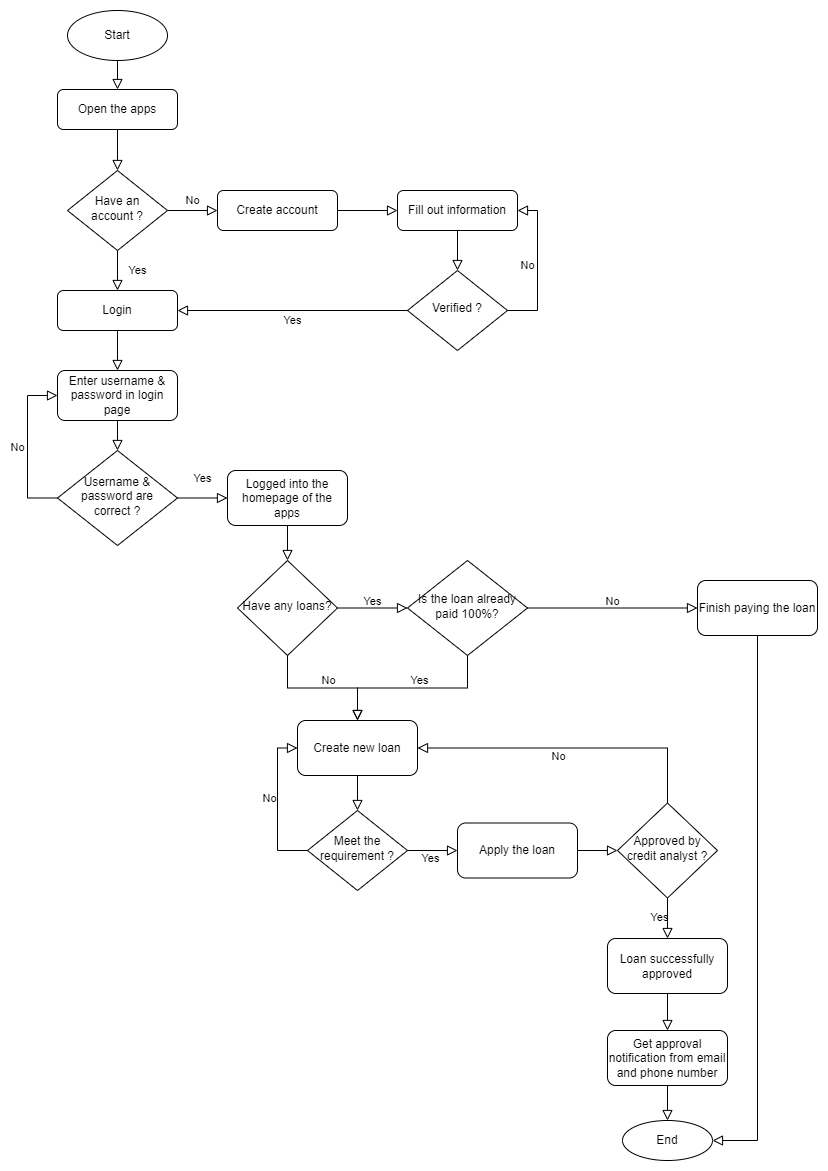 Start
Open the apps
Have an
account ?
No
Create account
Fill out information
Yes
No
Login
Yes
Verified ?
Enter username &
password in login
page
No
Username &
password are
correct ?
Yes
Logged into the
homepage of the
apps
Have any loans?
Yes
Is the loan already
paid 100%?
No
Finish paying the loan
No
Yes
Create new loan
No
No
Meet the
requirement ?
Yes
Apply the loan
Approved by
credit analyst ?
Yes
Loan successfully
approved
Get approval
notification from email
and phone number
End